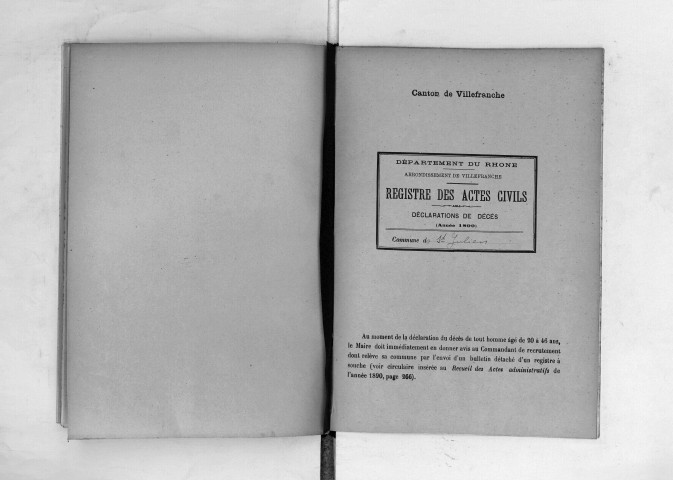 Canton de Villefranche
DÉPARTEMENT DU RHONE
ARRONDISSEMENT DE VILLEFRANCHE
REGISTRE DES ACTES CIVILS
DÉCLARATIONS DE DÉCÈS
(Année 1899)
Commune de St Julien
Au moment de la déclaration du décès de tout homme âgé de 20 à 46 ans,
le Maire doit immédiatement en donner avis au Commandant de recrutement
dont relève sa commune par l'envoi d'un bulletin détaché d'un registre à
souche (voir circulaire insérée au Recueil des Actes administratifs de
l'année 1890, page 266).